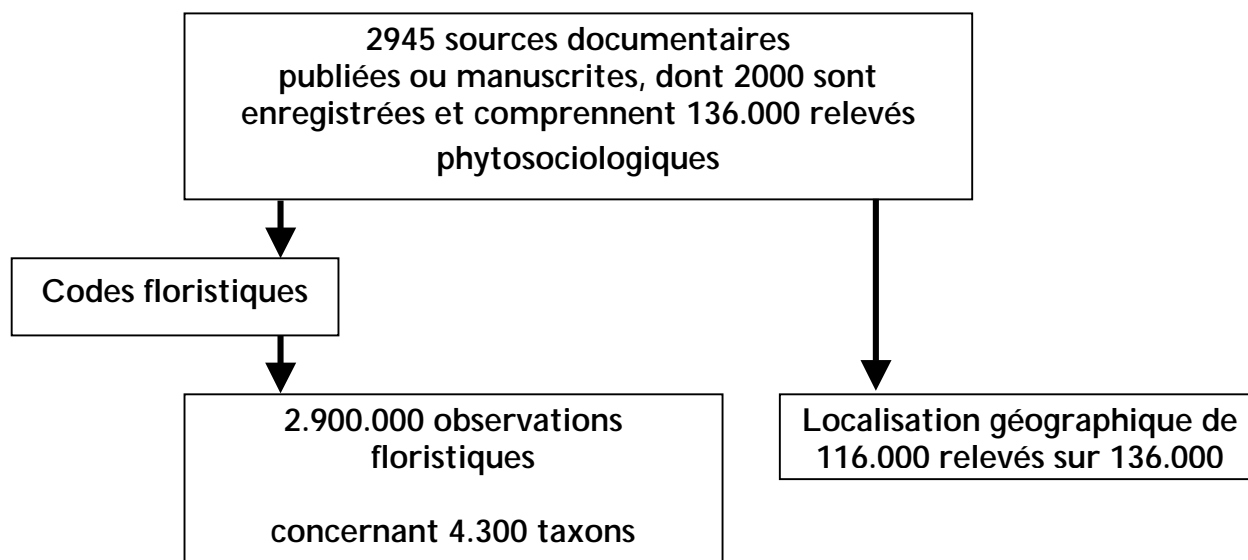 2945 sources documentaires
publiées ou manuscrites, dont 2000 sont
enregistrées et comprennent 136.000 relevés
phytosociologiques
Codes floristiques
2.900.000 observations
floristiques
concernant 4.300 taxons
Localisation géographique de
116.000 relevés sur 136.000